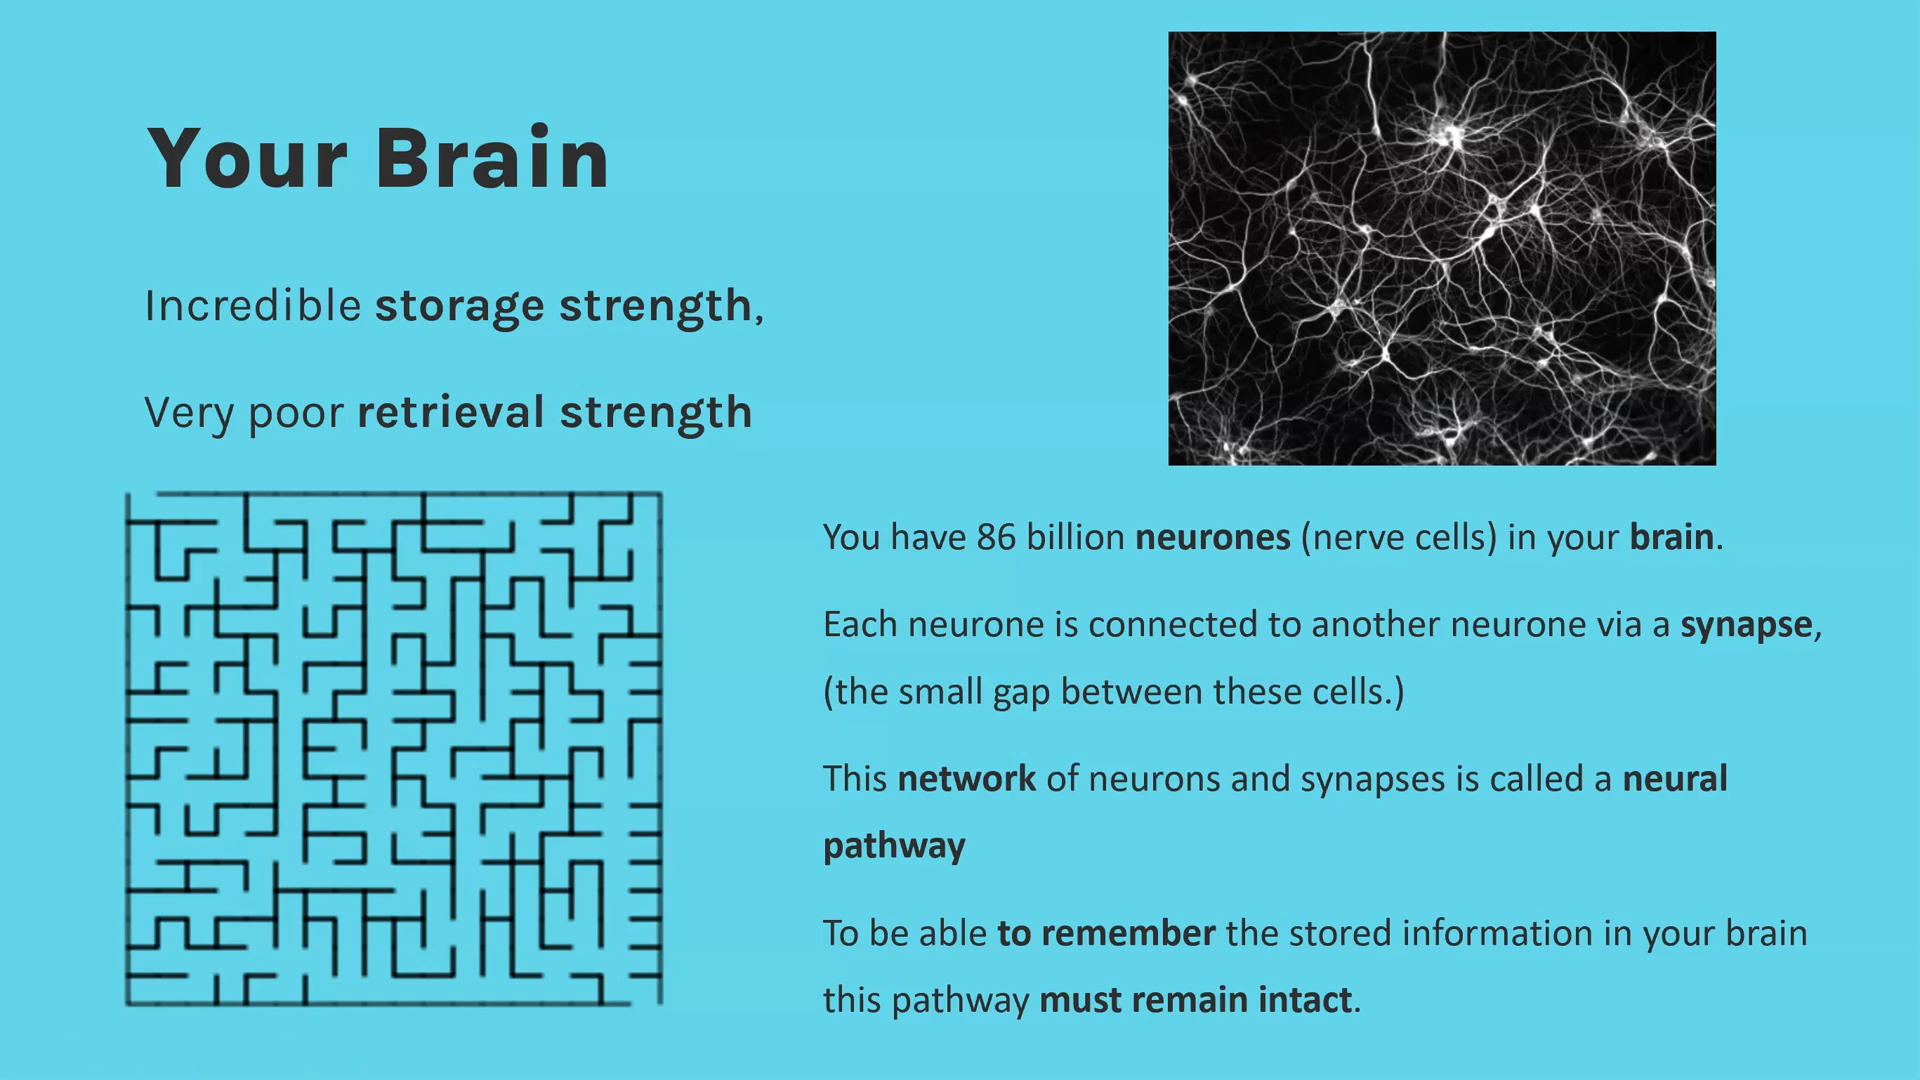 Your Brain
Incredible storage strength,
Very poor retrieval strength
You have 86 billion neurones (nerve cells) in your brain.
Each neurone is connected to another neurone via a synapse,
(the small gap between these cells.)
This network of neurons and synapses is called a neural
pathway
To be able to remember the stored information in your brain
this pathway must remain intact.